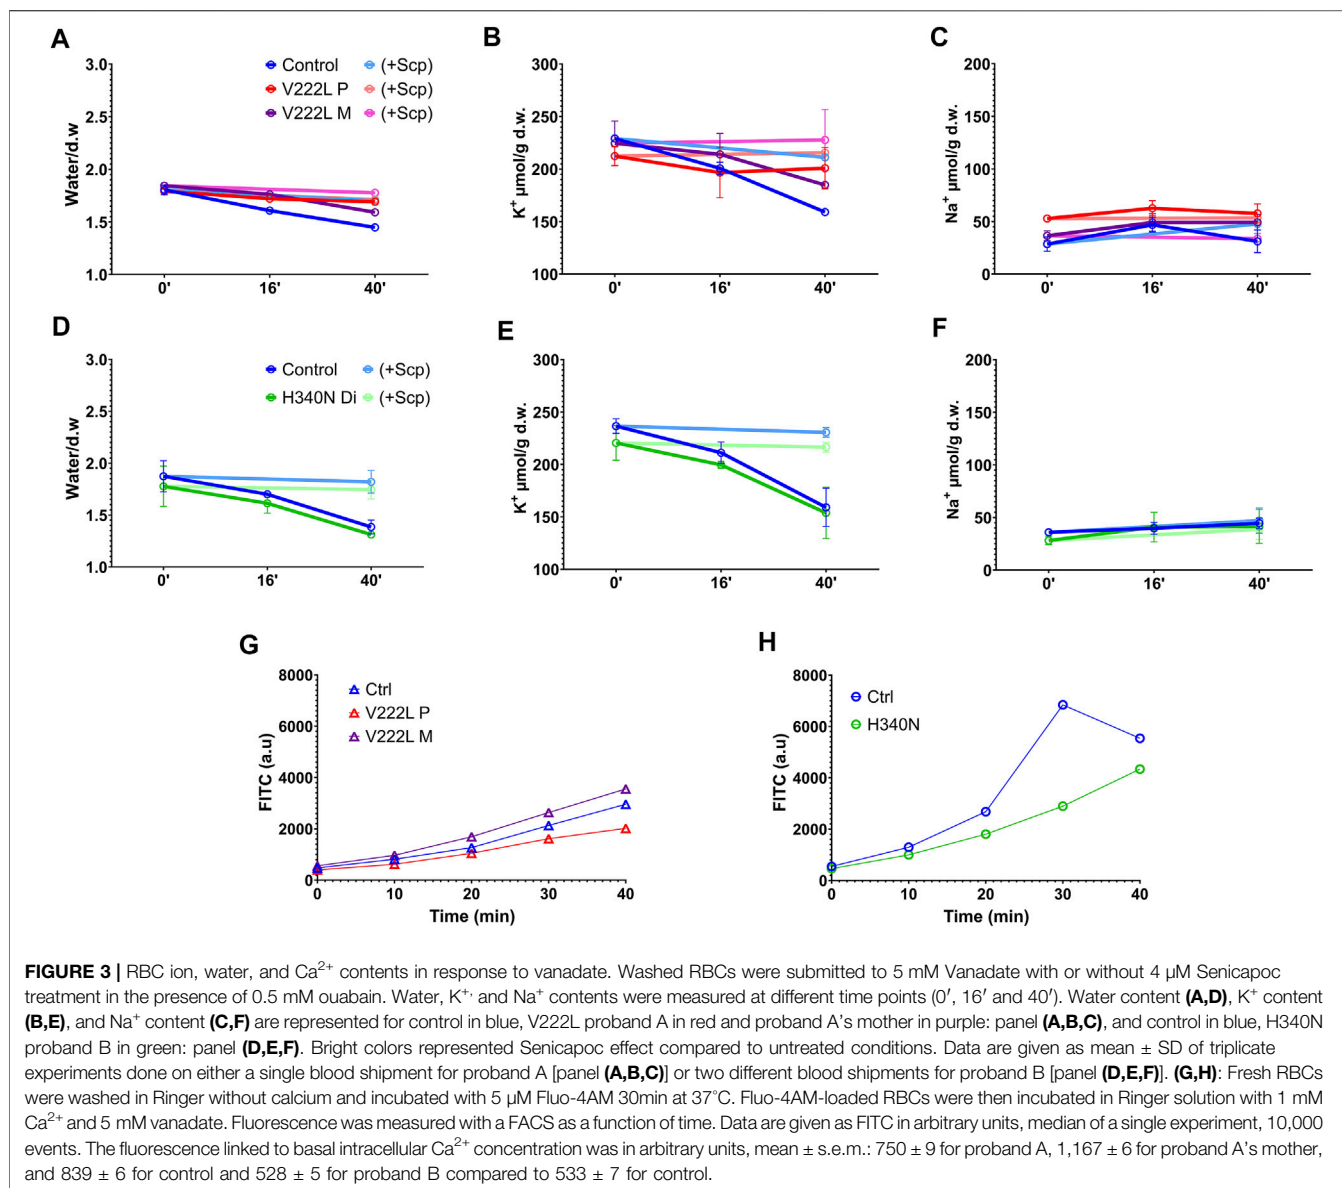 A
3.0
2.5
2.0
1.5
1.0
Water/d.w
Control (+Scp)
V222L P (+Scp)
V222L M (+Scp)
0' 16' 40'
B
300
250
200
150
100
K+ µmol/g d.w.
0' 16' 40'
C
200
150
100
50
0
Na+ µmol/g d.w.
0' 16' 40'
D
3.0
2.5
2.0
1.5
1.0
Water/d.w
Control (+Scp)
H340N Di (+Scp)
0' 16' 40'
E
300
250
200
150
100
K+ µmol/g d.w.
0' 16' 40'
F
200
150
100
50
0
Na+ µmol/g d.w.
0' 16' 40'
G
8000
6000
4000
2000
0
FITC (a.u)
Ctrl
V222L P
V222L M
0 10 20 30 40
Time (min)
H
8000
6000
4000
2000
0
FITC (a.u)
Ctrl
H340N
0 10 20 30 40
Time (min)
FIGURE 3 | RBC ion, water, and Ca2+ contents in response to vanadate. Washed RBCs were submitted to 5 mM Vanadate with or without 4 µM Senicapoc
treatment in the presence of 0.5 mM ouabain. Water, K+, and Na+ contents were measured at different time points (0′, 16′ and 40′). Water content (A,D), K+ content
(B,E), and Na+ content (C,F) are represented for control in blue, V222L proband A in red and proband A's mother in purple: panel (A,B,C), and control in blue, H340N
proband B in green: panel (D,E,F). Bright colors represented Senicapoc effect compared to untreated conditions. Data are given as mean ± SD of triplicate
experiments done on either a single blood shipment for proband A [panel (A,B,C)] or two different blood shipments for proband B [panel (D,E,F)]. (G,H): Fresh RBCs
were washed in Ringer without calcium and incubated with 5 µM Fluo-4AM 30min at 37°C. Fluo-4AM-loaded RBCs were then incubated in Ringer solution with 1 mM
Ca2+ and 5 mM vanadate. Fluorescence was measured with a FACS as a function of time. Data are given as FITC in arbitrary units, median of a single experiment, 10,000
events. The fluorescence linked to basal intracellular Ca2+ concentration was in arbitrary units, mean ± s.e.m.: 750 ± 9 for proband A, 1,167 ± 6 for proband A's mother,
and 839 ± 6 for control and 528 ± 5 for proband B compared to 533 ± 7 for control.